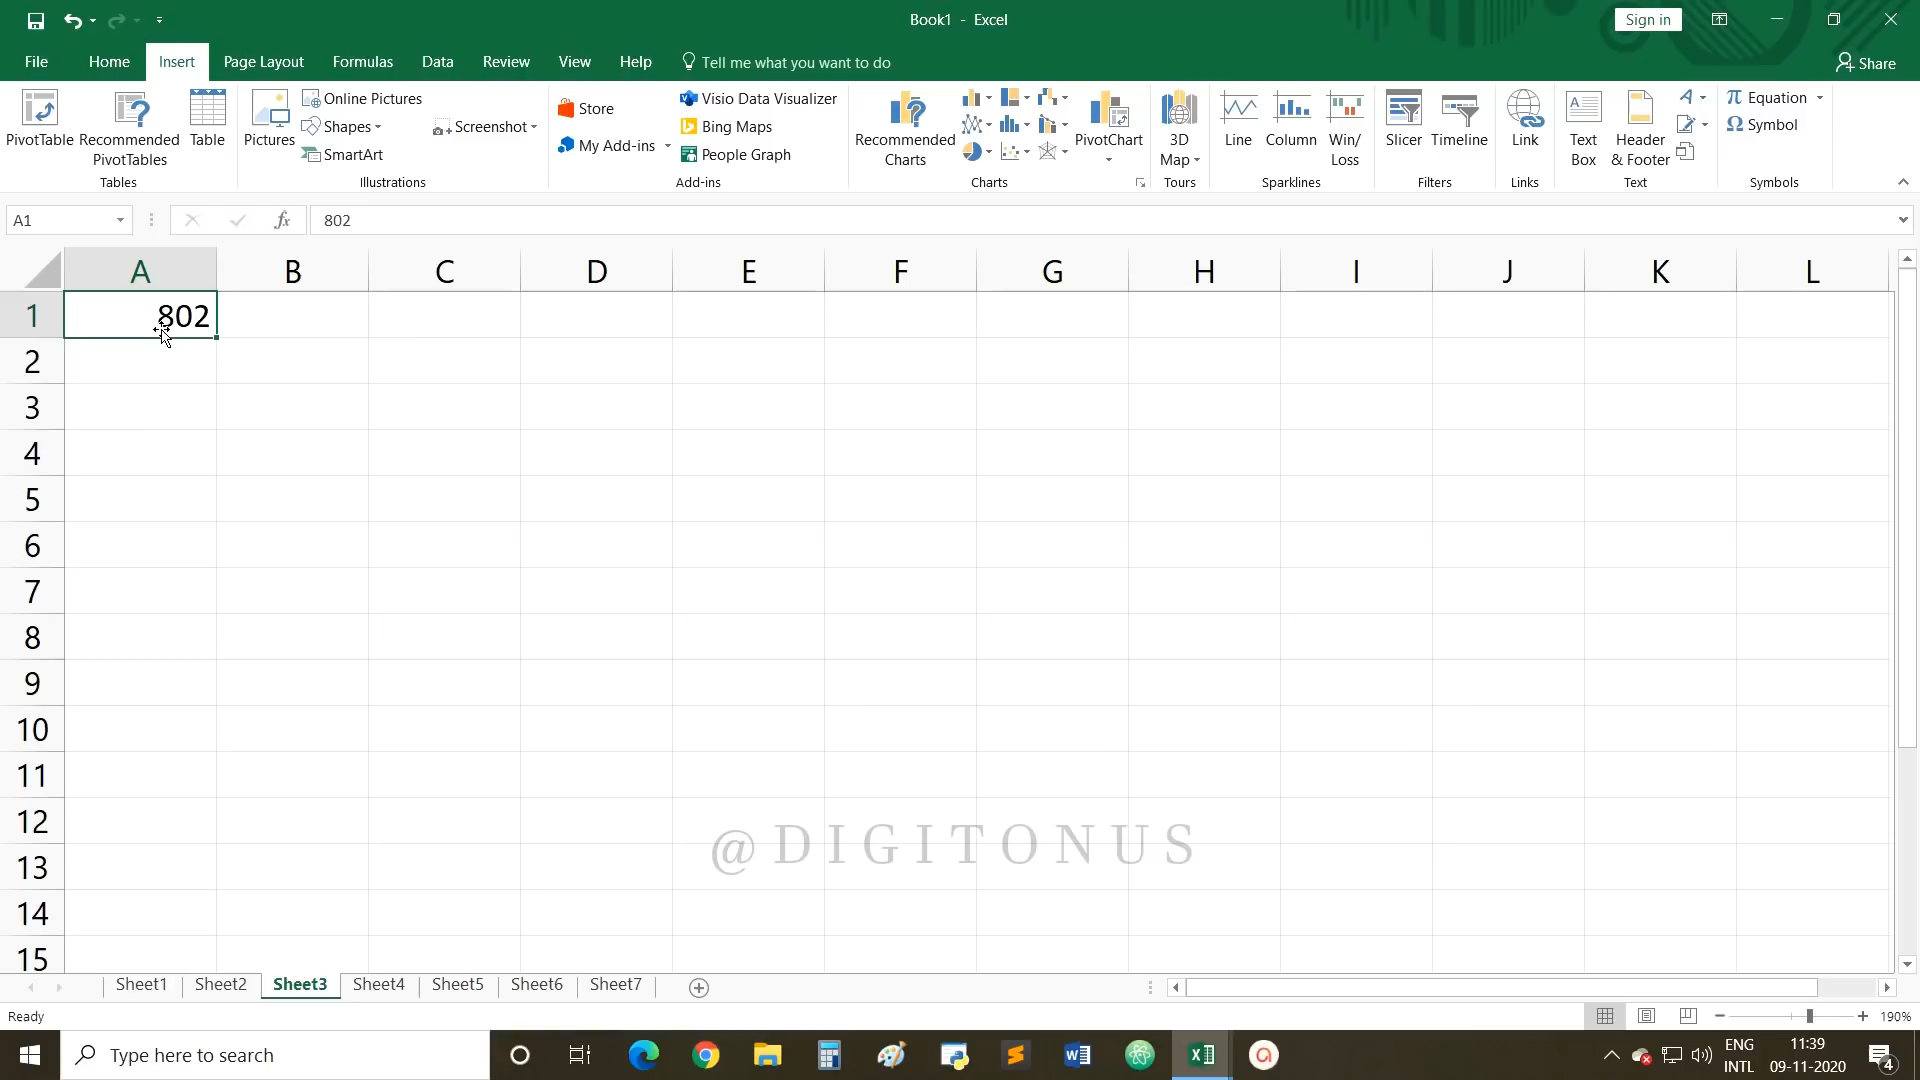 Book1 - Excel
Sign in
File Home Insert Page Layout Formulas Data Review View Help Tell me what you want to do
Share
PivotTable
Recommended
PivotTables
Table
Tables
Pictures
Online Pictures
Shapes
SmartArt
Screenshot
Illustrations
Store
My Add-ins
Visio Data Visualizer
Bing Maps
People Graph
Add-ins
Recommended
Charts
PivotChart
Charts
3D
Map
Tours
Line
Column
Win/
Loss
Sparklines
Slicer
Timeline
Filters
Link
Links
Text
Box
Header
& Footer
Text
π Equation
Ω Symbol
Symbols
A1
fx
802
A B C D E F G H I J K L
1 802
2
3
4
5
6
7
8
9
10
11
12
13
14
15
@DIGITONUS
Sheet1 Sheet2 Sheet3 Sheet4 Sheet5 Sheet6 Sheet7
Ready
190%
Type here to search
ENG
INTL
11:39
09-11-2020
4